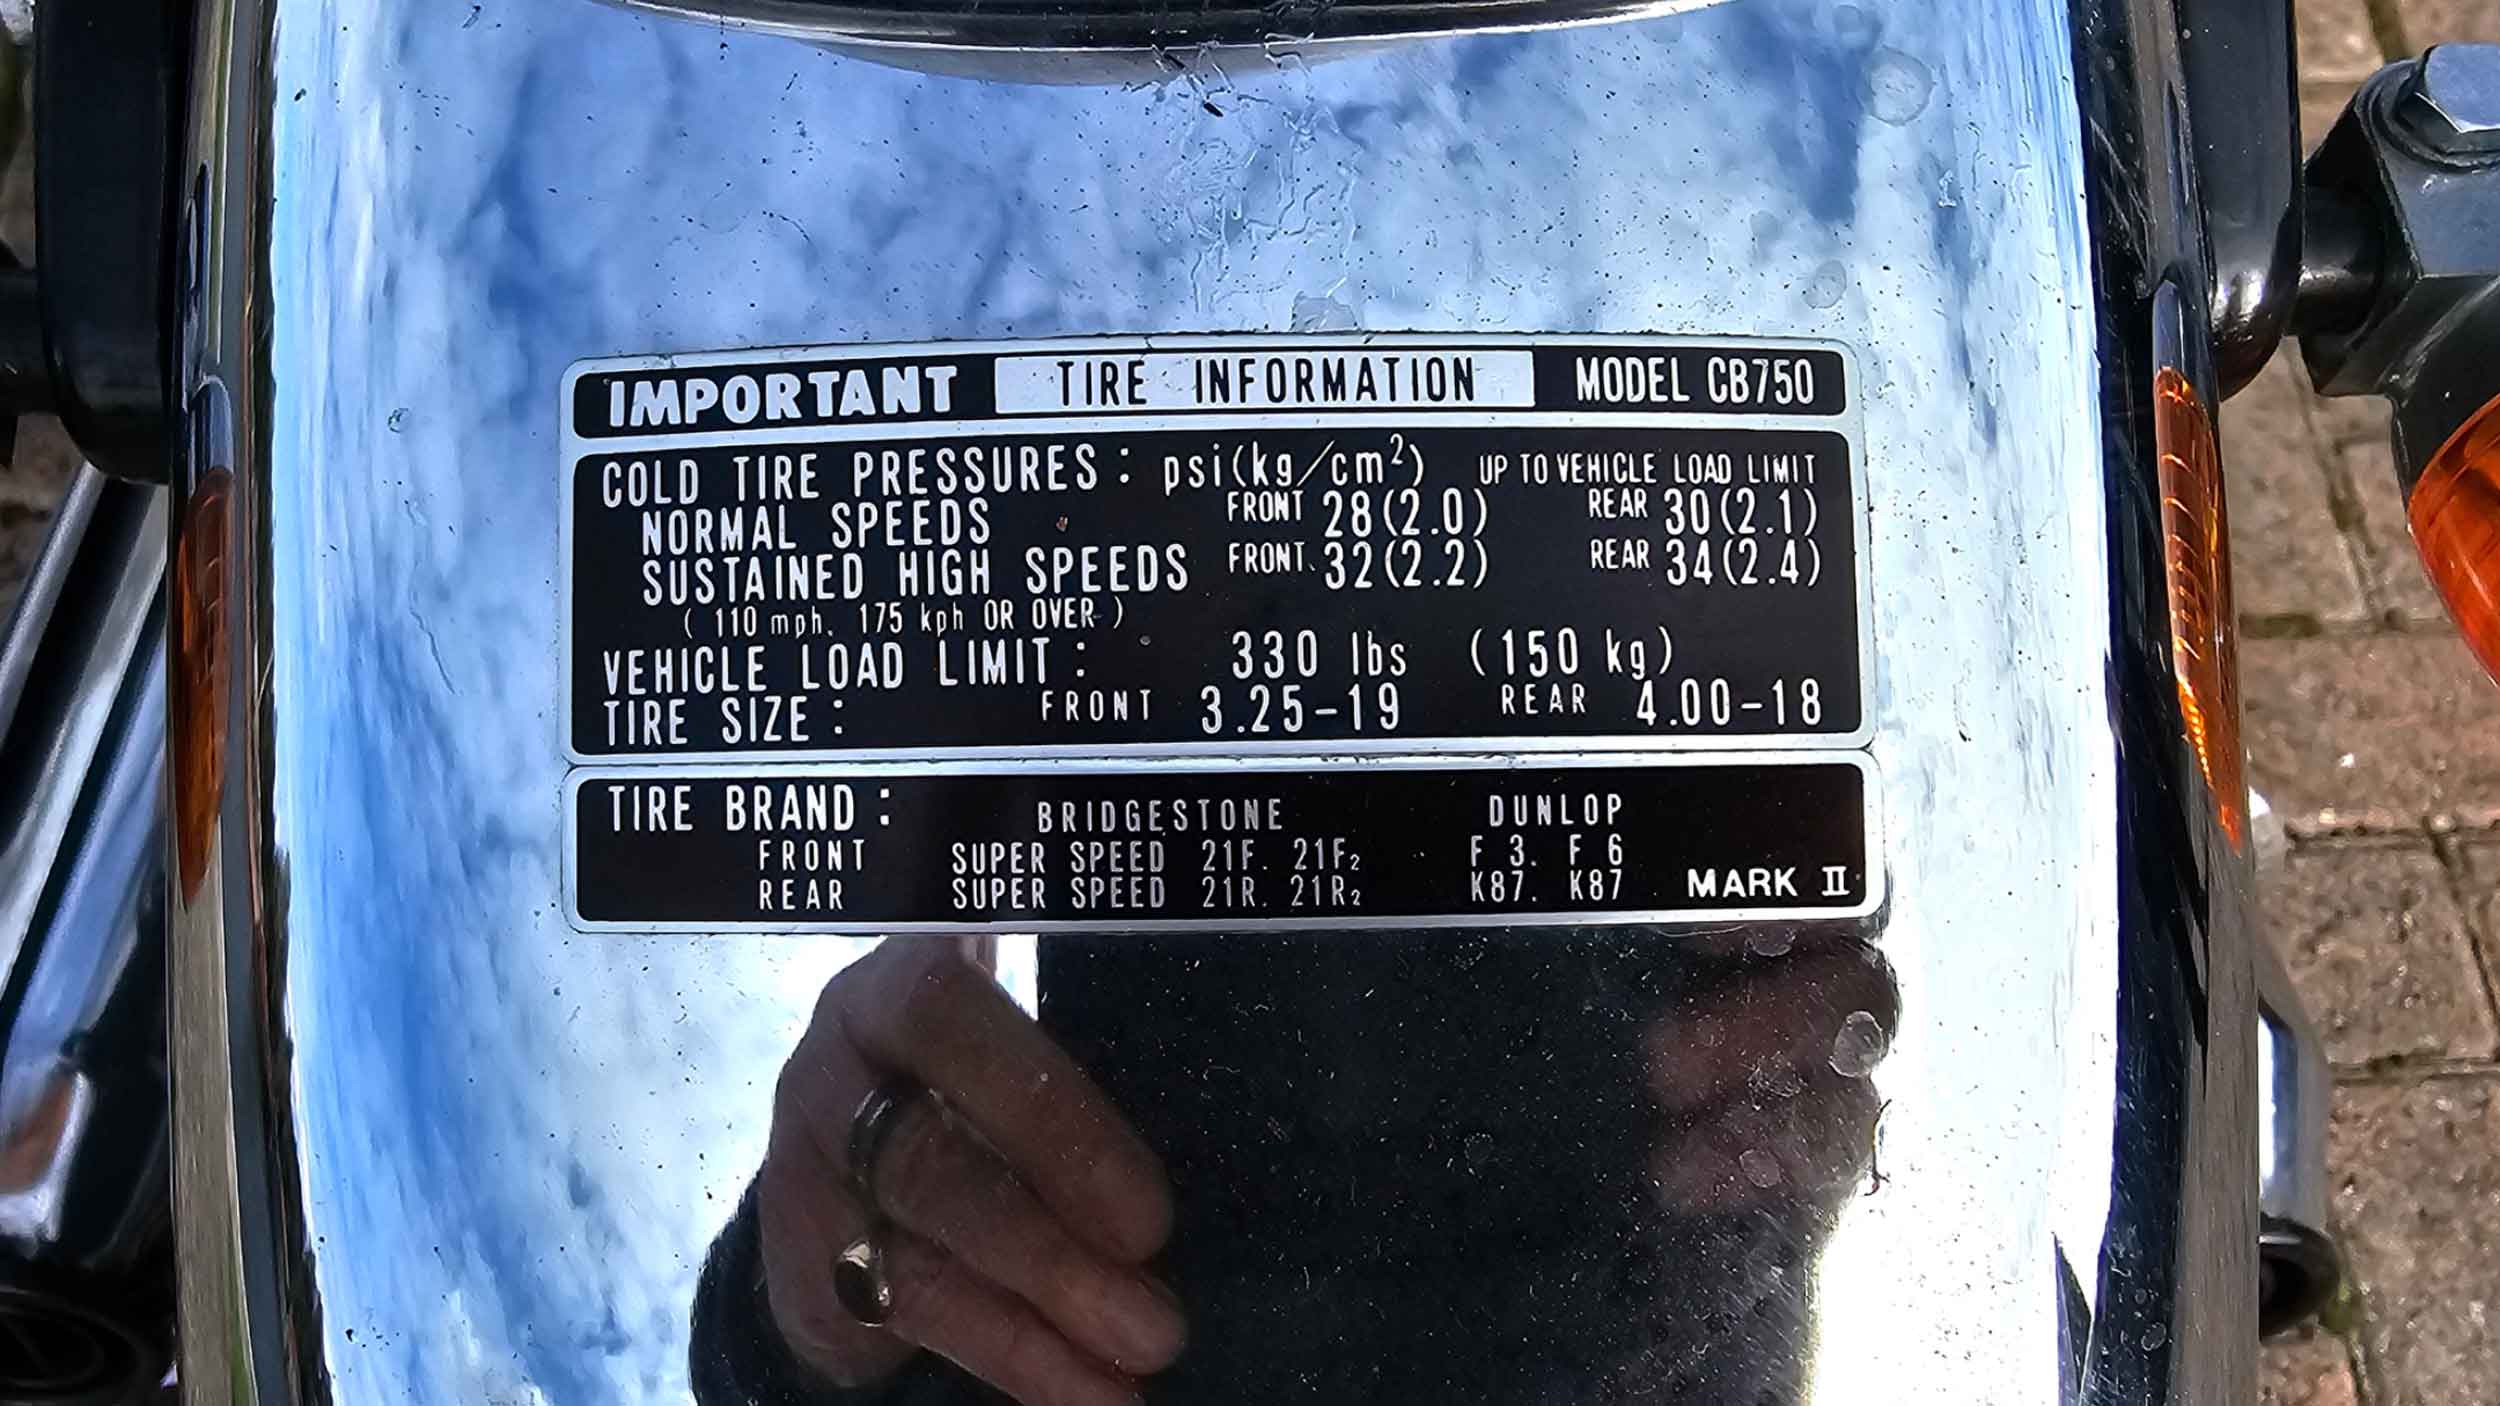 IMPORTANT TIRE INFORMATION MODEL CB750
COLD TIRE PRESSURES : psi(kg/cm²) UP TO VEHICLE LOAD LIMIT
NORMAL SPEEDS FRONT 28(2.0) REAR 30(2.1)
SUSTAINED HIGH SPEEDS FRONT 32(2.2) REAR 34(2.4)
( 110 mph. 175 kph OR OVER )
VEHICLE LOAD LIMIT : 330 lbs (150 kg)
TIRE SIZE : FRONT 3.25-19 REAR 4.00-18
TIRE BRAND : BRIDGESTONE DUNLOP
FRONT SUPER SPEED 21F. 21F₂ F 3. F 6
REAR SUPER SPEED 21R. 21R₂ K87. K87 MARK II